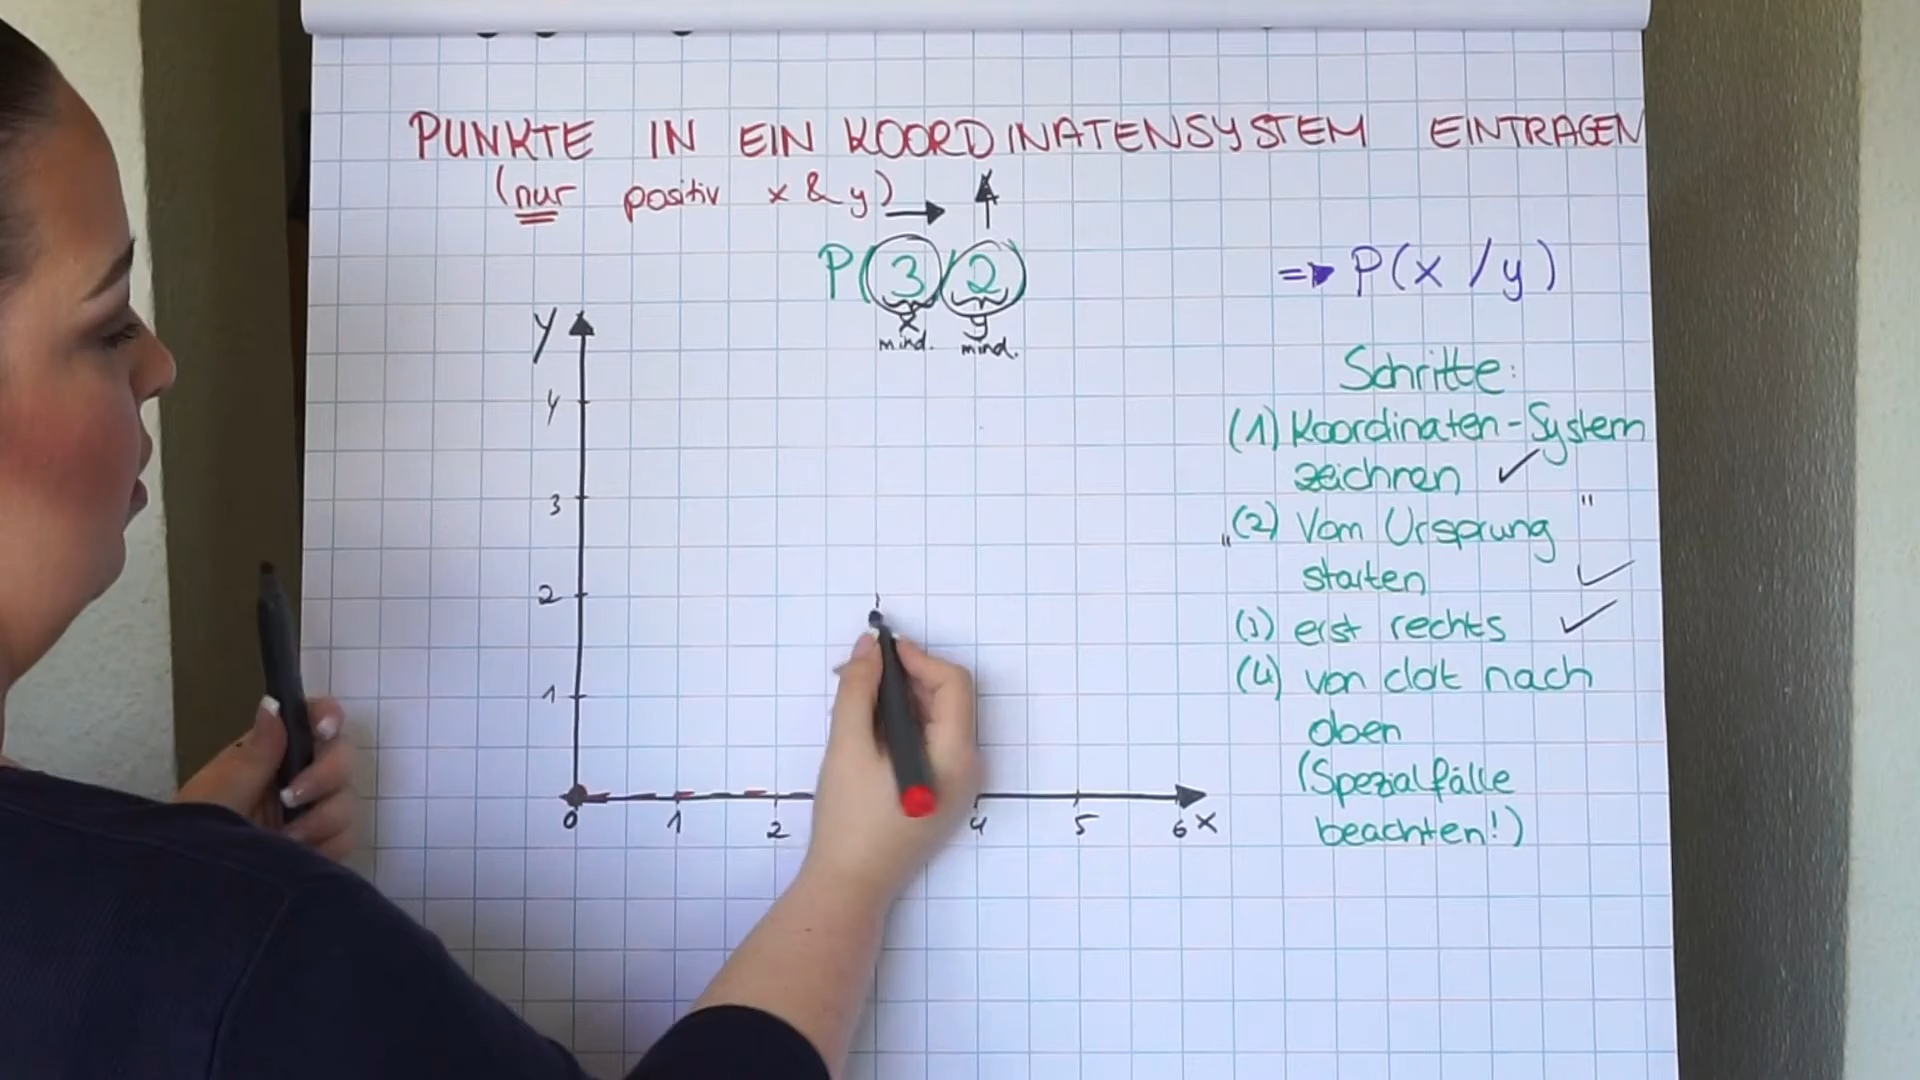 PUNKTE IN EIN KOORDINATENSYSTEM EINTRAGEN
(nur positiv x & y)
P(3/2)
x y
mind. mind.
=> P(x/y)
Schritte:
(1) Koordinaten-System
zeichnen ✓
„(2) Vom Ursprung"
starten ✓
(3) erst rechts ✓
(4) von dort nach
oben
(Spezialfälle
beachten!)
y
4
3
2
1
0 1 2 4 5 6 x